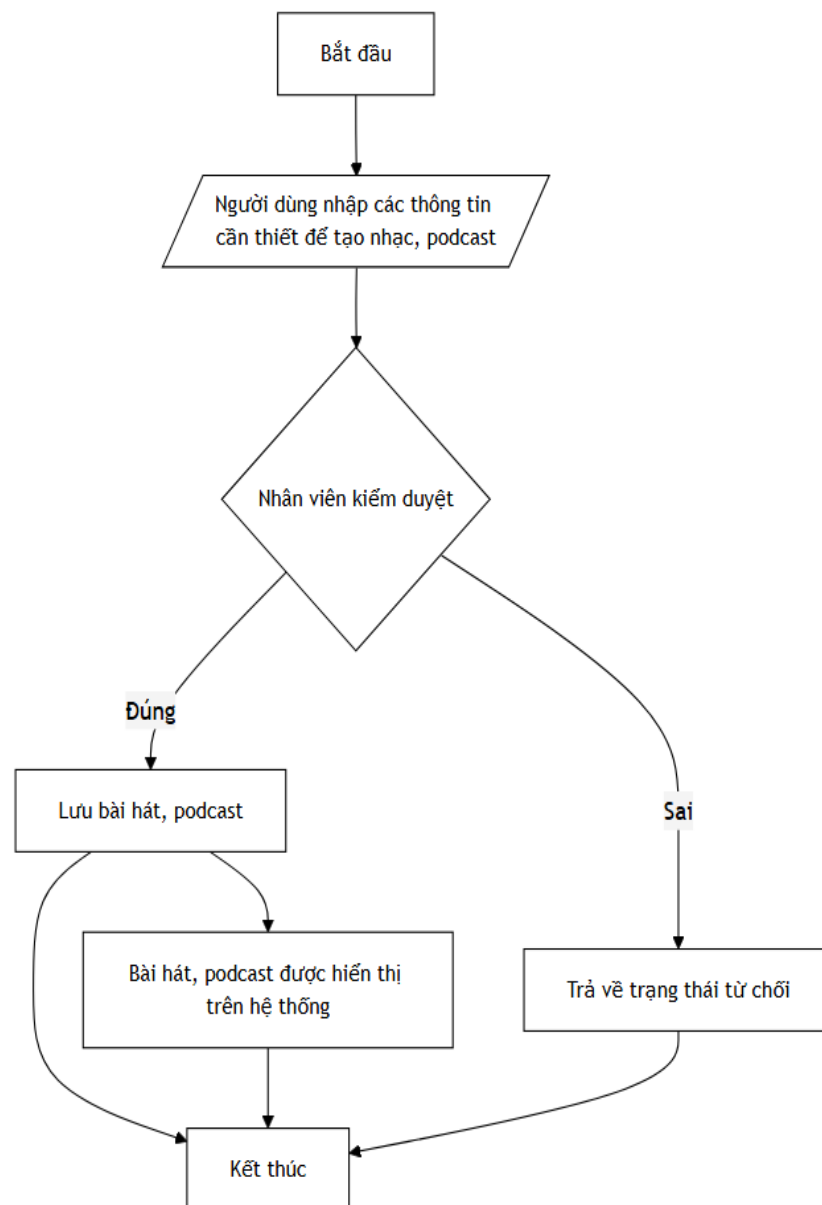 Bắt đầu
Người dùng nhập các thông tin
cần thiết để tạo nhạc, podcast
Nhân viên kiểm duyệt
Đúng
Lưu bài hát, podcast
Sai
Bài hát, podcast được hiển thị
trên hệ thống
Trả về trạng thái từ chối
Kết thúc